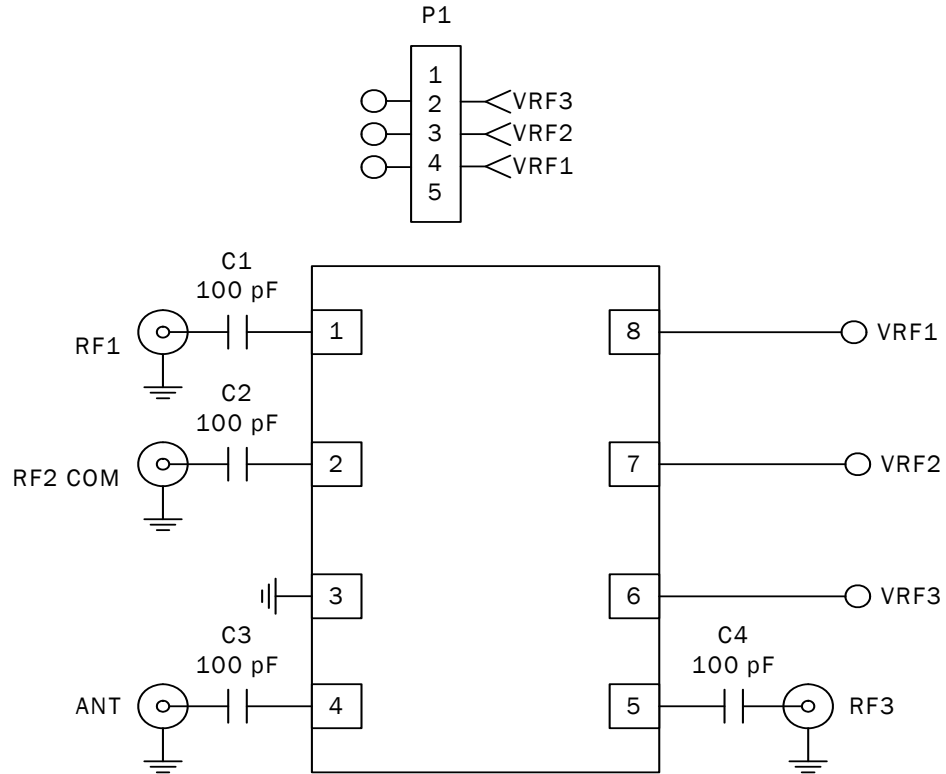 P1
1
2 VRF3
3 VRF2
4 VRF1
5
C1
100 pF
RF1
1
8
VRF1
C2
100 pF
RF2 COM
2
7
VRF2
3
6
VRF3
C3
100 pF
C4
100 pF
ANT
4
5
RF3